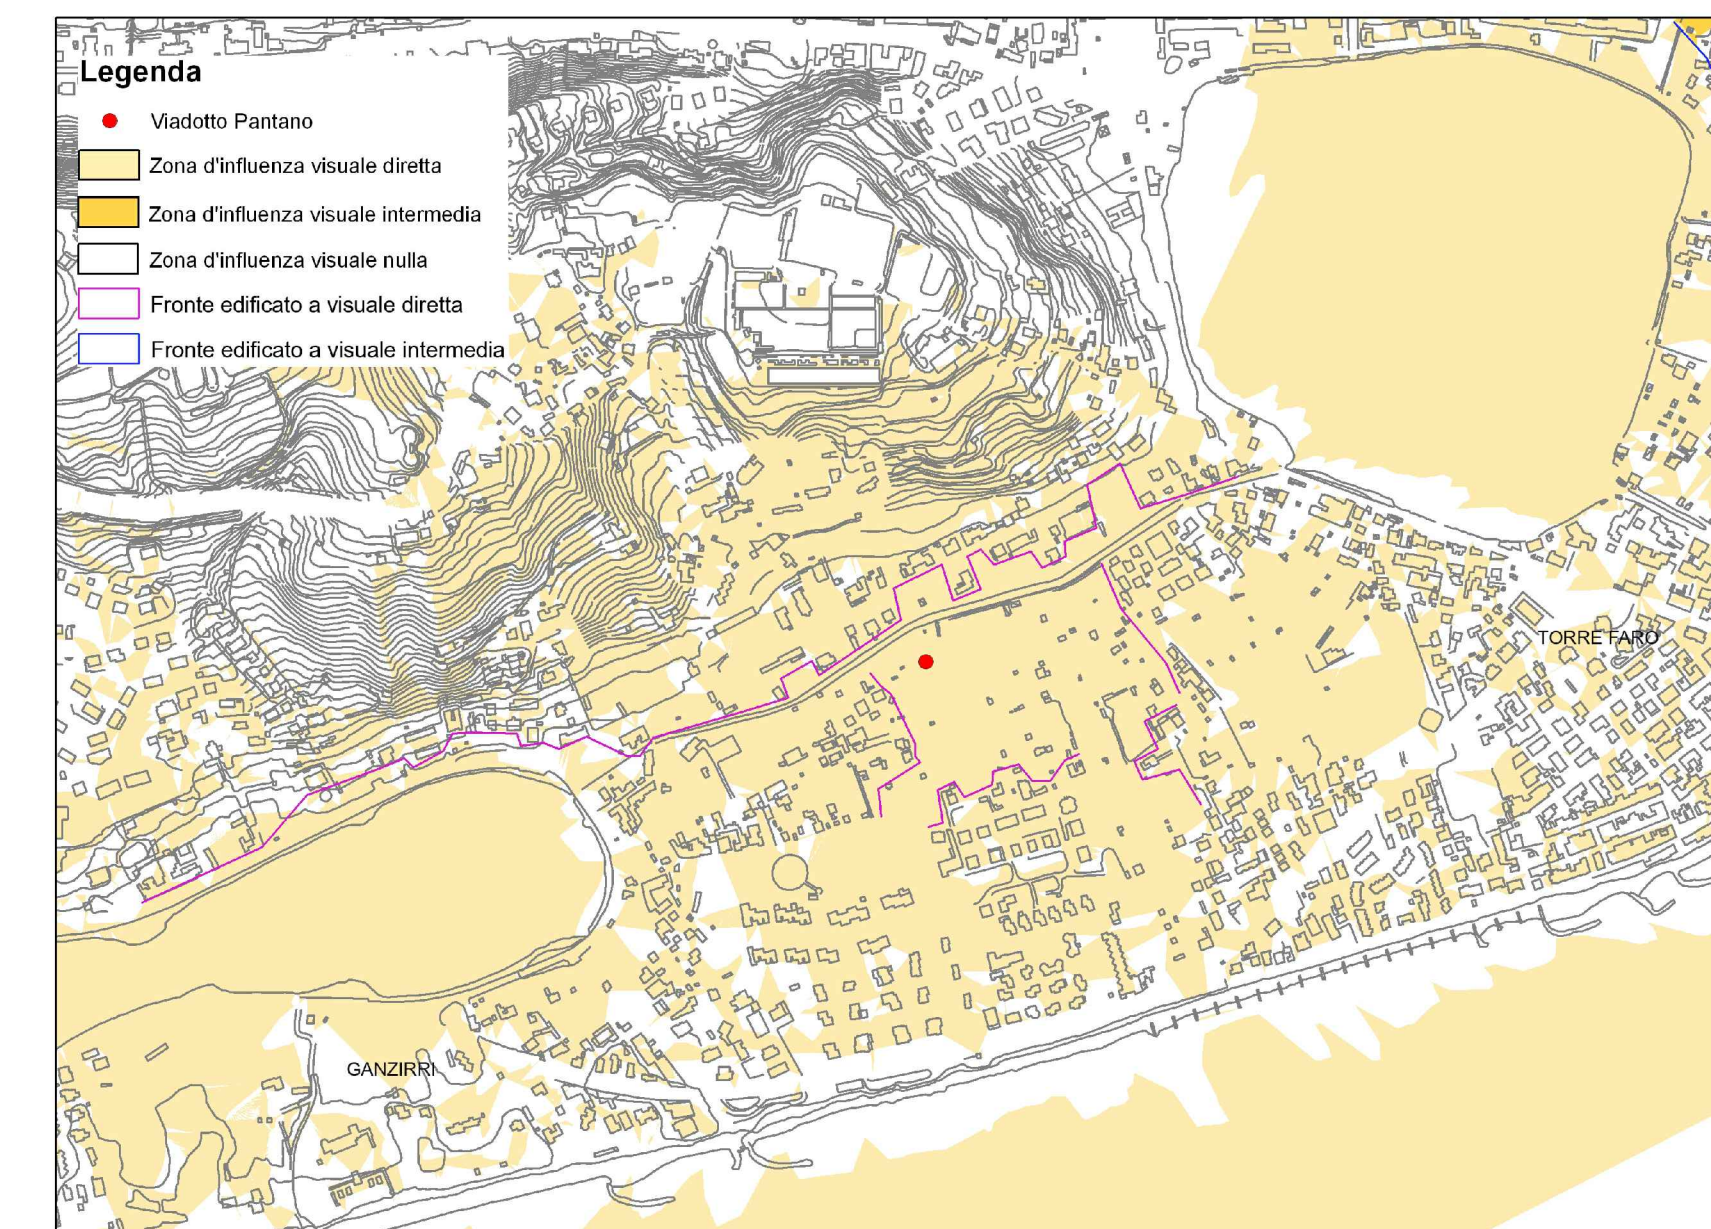 Legenda
Viadotto Pantano
Zona d'influenza visuale diretta
Zona d'influenza visuale intermedia
Zona d'influenza visuale nulla
Fronte edificato a visuale diretta
Fronte edificato a visuale intermedia
TORRE FARO
GANZIRRI